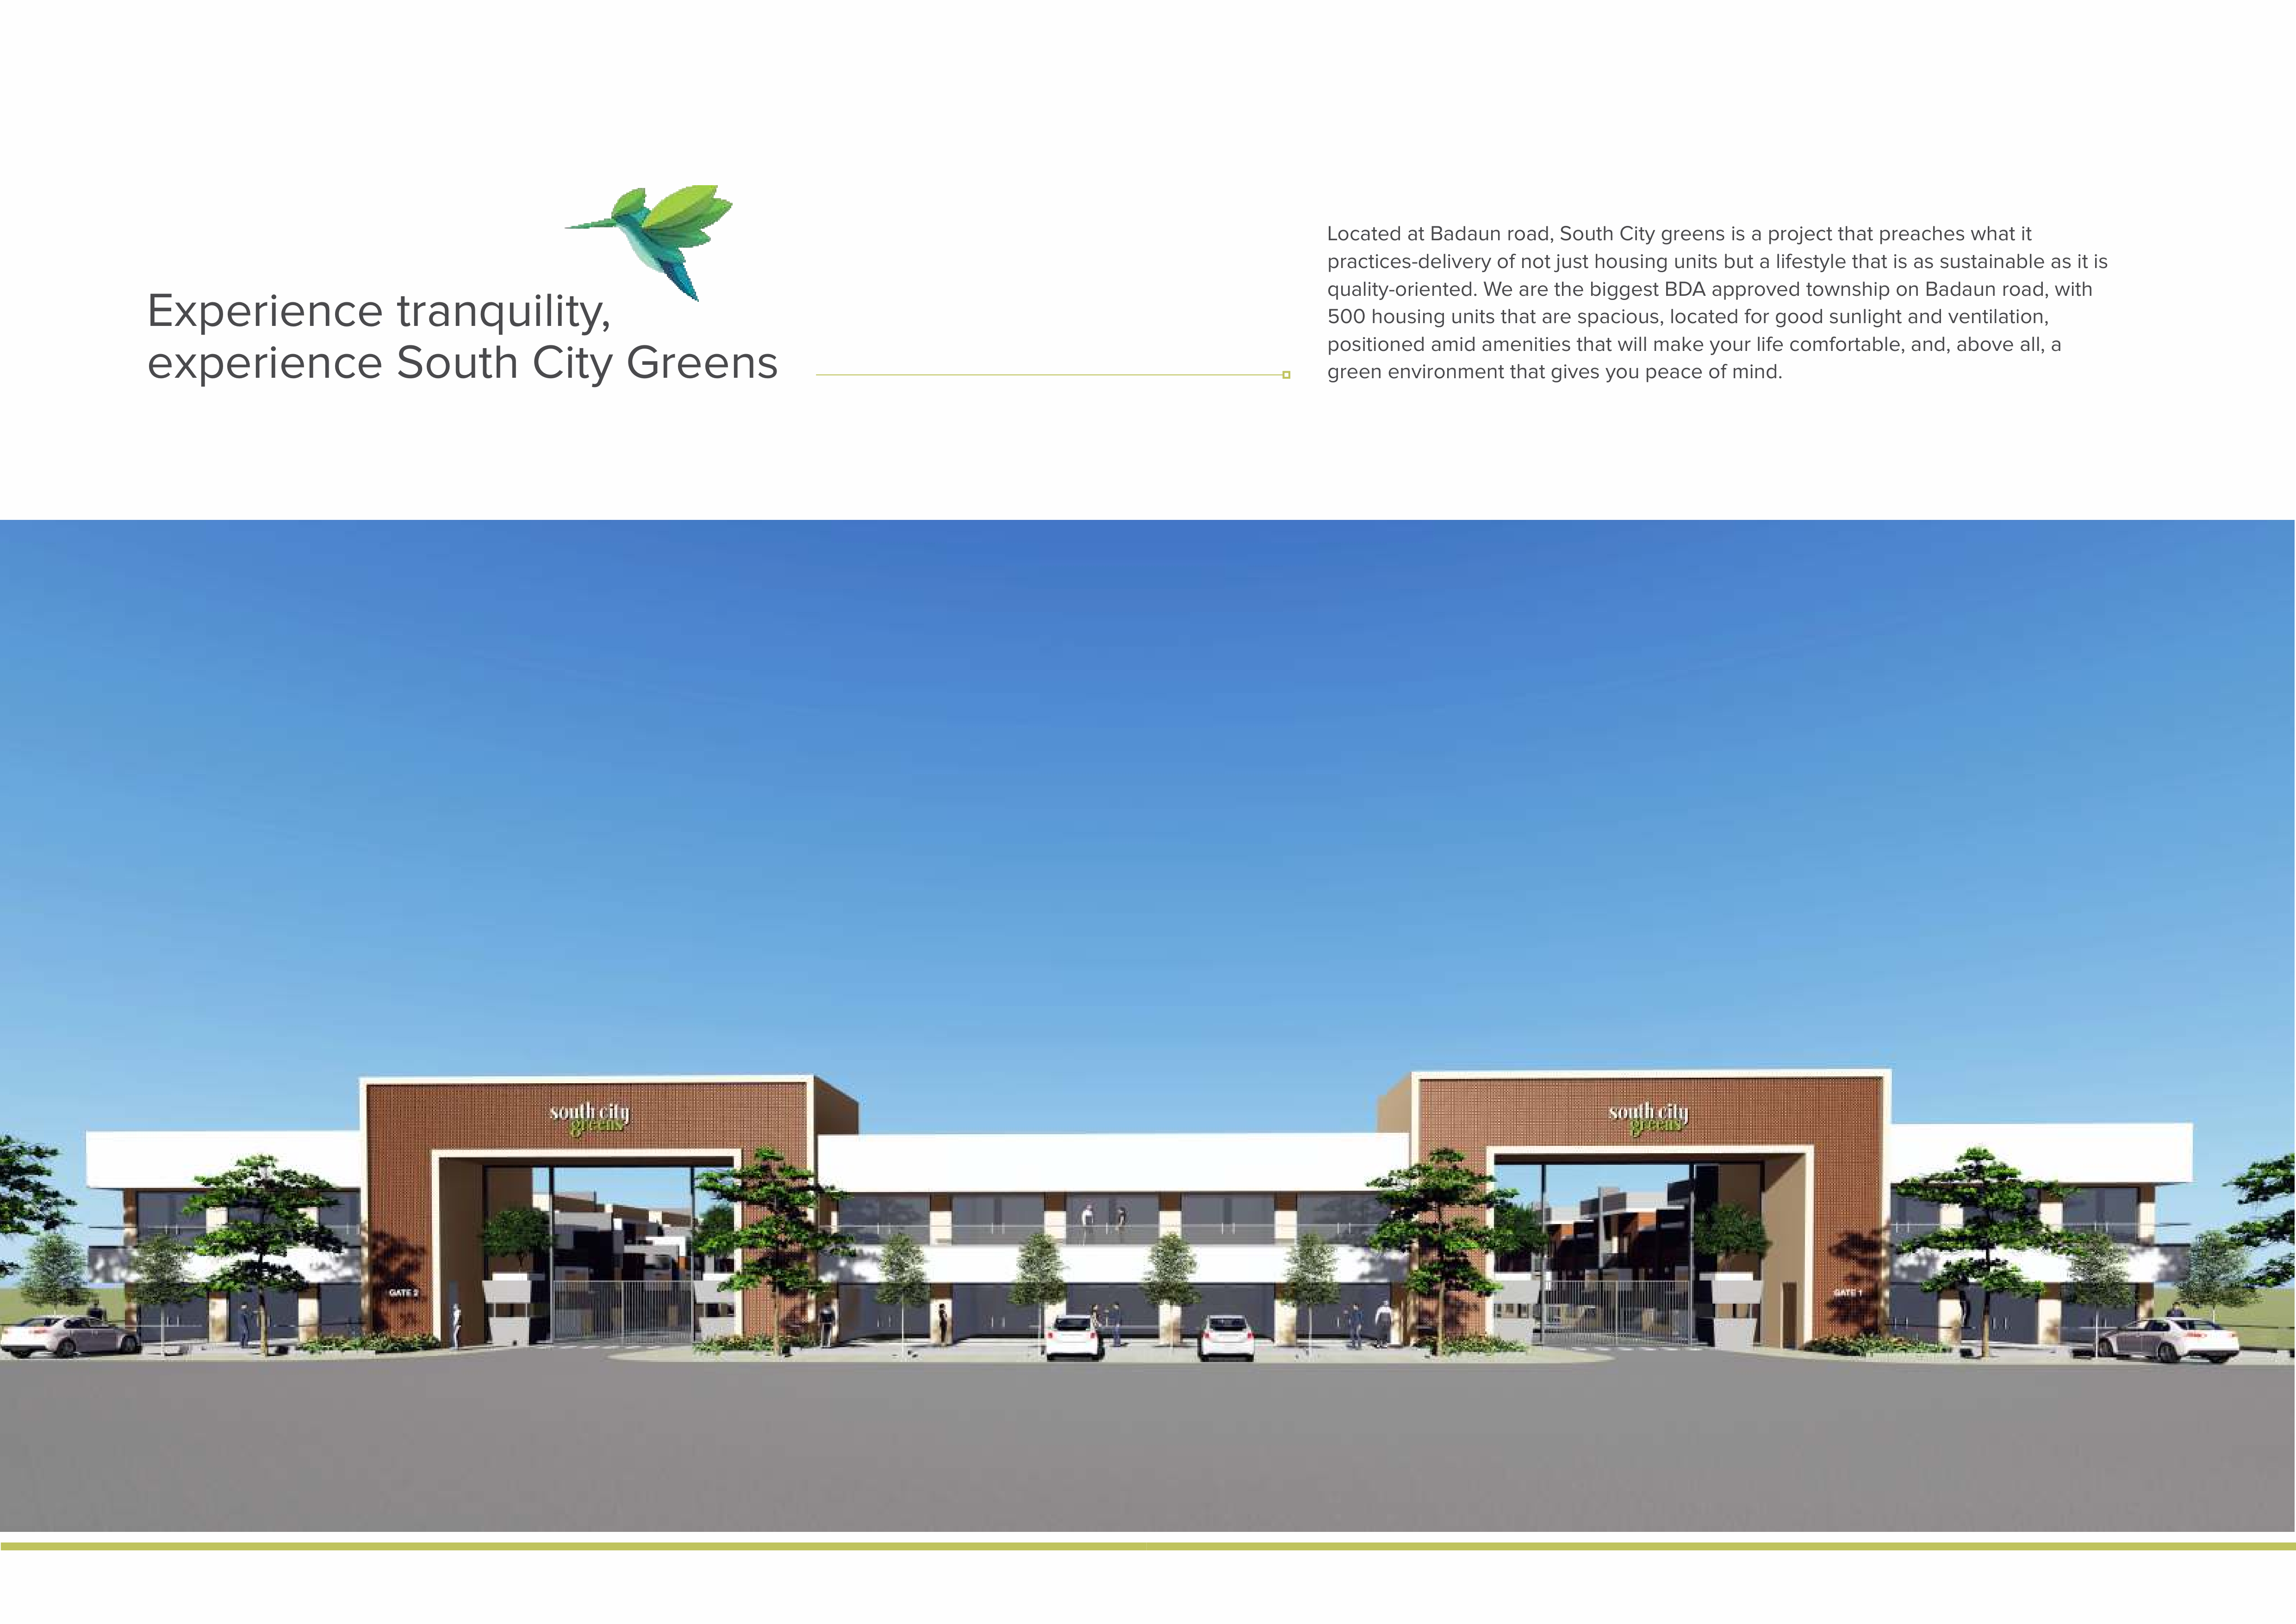 Experience tranquility,
experience South City Greens
Located at Badaun road, South City greens is a project that preaches what it
practices-delivery of not just housing units but a lifestyle that is as sustainable as it is
quality-oriented. We are the biggest BDA approved township on Badaun road, with
500 housing units that are spacious, located for good sunlight and ventilation,
positioned amid amenities that will make your life comfortable, and, above all, a
green environment that gives you peace of mind.
south city
greens
south city
greens
GATE 2
GATE 1